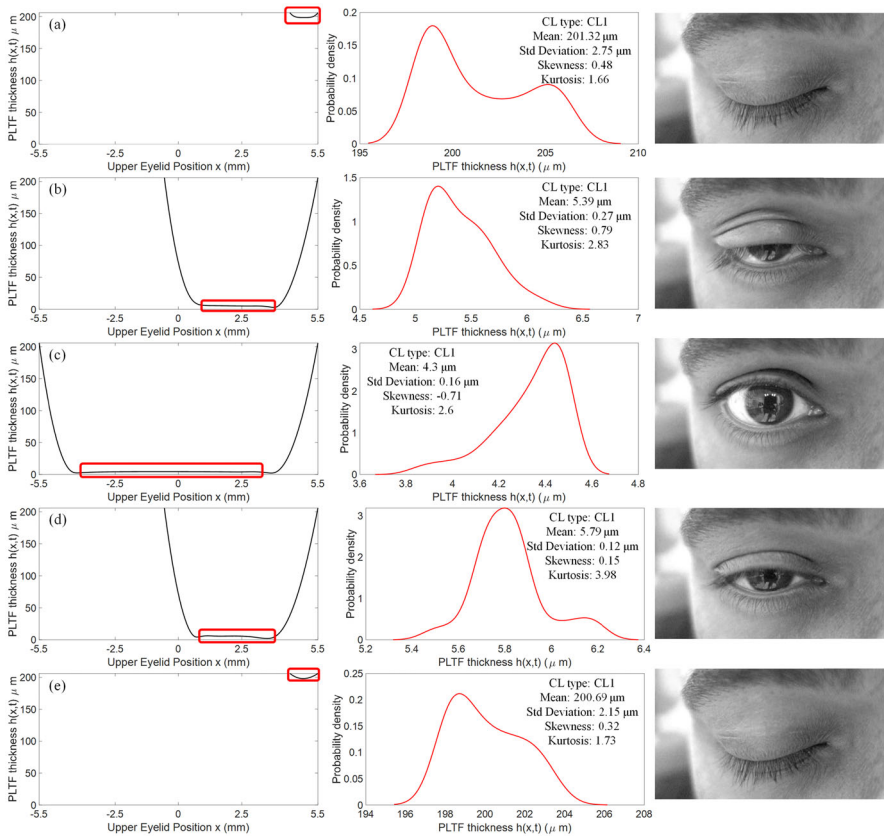 (a)
PLTF thickness h(x,t) μ m
200
150
100
50
0
-5.5
-2.5
0
2.5
5.5
Upper Eyelid Position x (mm)
Probability density
0.2
0.15
0.1
0.05
0
195
200
205
210
PLTF thickness h(x,t) (μ m)
CL type: CL1
Mean: 201.32 μm
Std Deviation: 2.75 μm
Skewness: 0.48
Kurtosis: 1.66
(b)
PLTF thickness h(x,t) μ m
200
150
100
50
0
-5.5
-2.5
0
2.5
5.5
Upper Eyelid Position x (mm)
Probability density
1.5
1
0.5
0
4.5
5
5.5
6
6.5
7
PLTF thickness h(x,t) (μ m)
CL type: CL1
Mean: 5.39 μm
Std Deviation: 0.27 μm
Skewness: 0.79
Kurtosis: 2.83
(c)
PLTF thickness h(x,t) μ m
200
150
100
50
0
-5.5
-2.5
0
2.5
5.5
Upper Eyelid Position x (mm)
Probability density
3
2
1
0
3.6
3.8
4
4.2
4.4
4.6
4.8
PLTF thickness h(x,t) (μ m)
CL type: CL1
Mean: 4.3 μm
Std Deviation: 0.16 μm
Skewness: -0.71
Kurtosis: 2.6
(d)
PLTF thickness h(x,t) μ m
200
150
100
50
0
-5.5
-2.5
0
2.5
5.5
Upper Eyelid Position x (mm)
Probability density
3
2
1
0
5.2
5.4
5.6
5.8
6
6.2
6.4
PLTF thickness h(x,t) (μ m)
CL type: CL1
Mean: 5.79 μm
Std Deviation: 0.12 μm
Skewness: 0.15
Kurtosis: 3.98
(e)
PLTF thickness h(x,t) μ m
200
150
100
50
0
-5.5
-2.5
0
2.5
5.5
Upper Eyelid Position x (mm)
Probability density
0.25
0.2
0.15
0.1
0.05
0
194
196
198
200
202
204
206
208
PLTF thickness h(x,t) (μ m)
CL type: CL1
Mean: 200.69 μm
Std Deviation: 2.15 μm
Skewness: 0.32
Kurtosis: 1.73